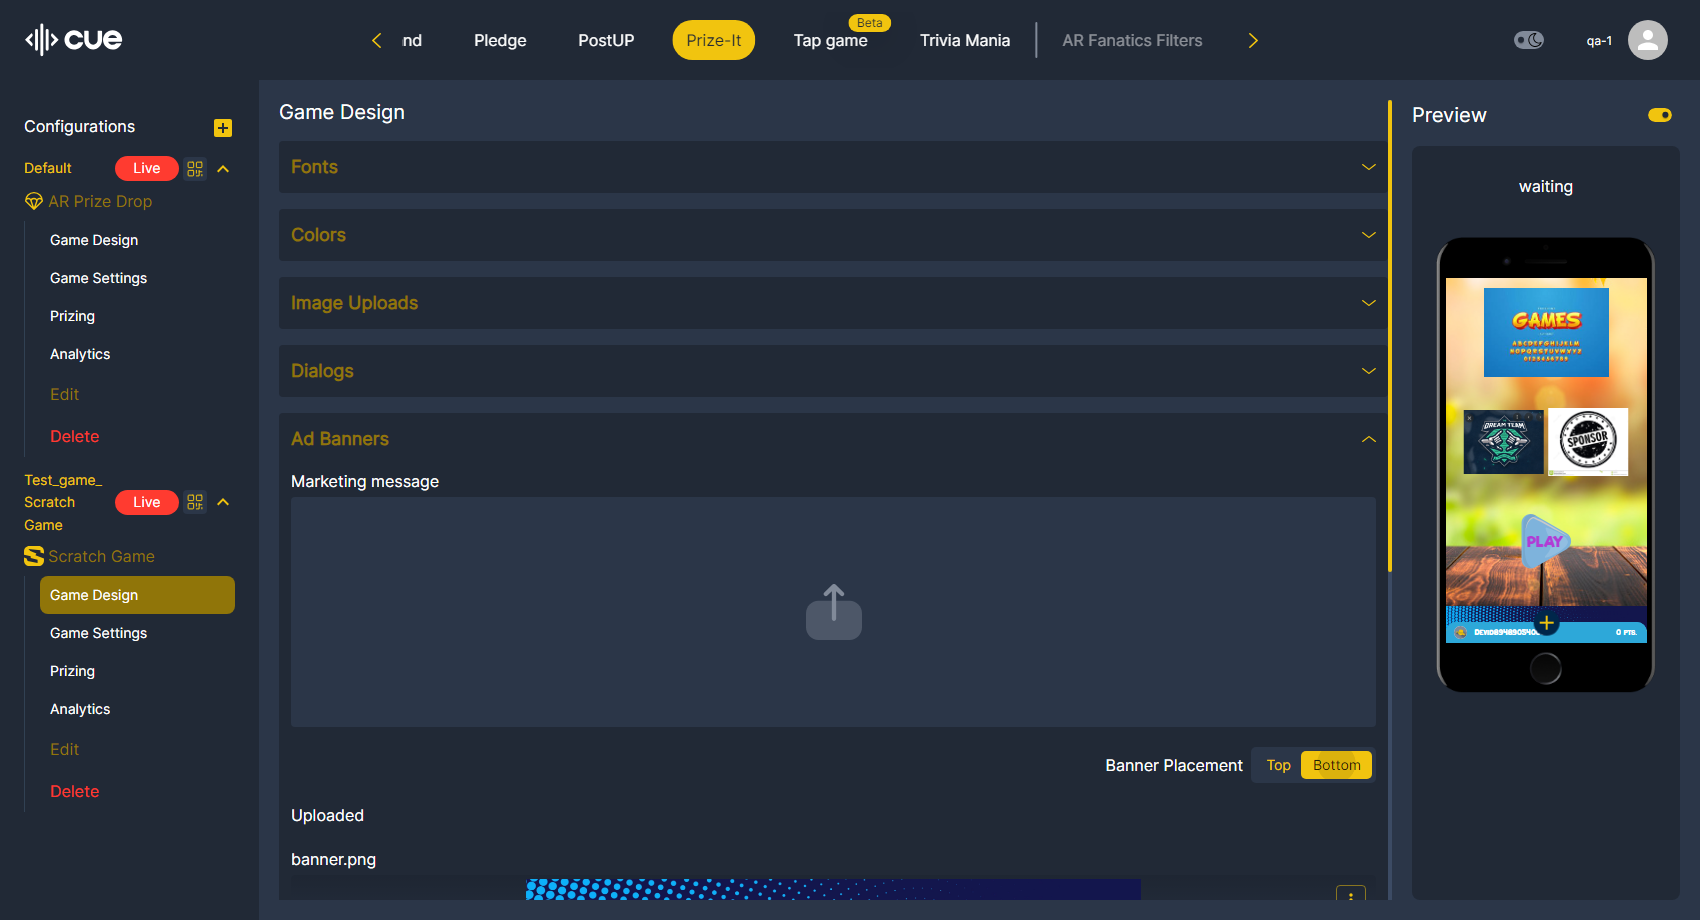 cue
nd
Pledge
PostUP
Prize-It
Beta
Tap game
Trivia Mania
AR Fanatics Filters
qa-1
Configurations
Default
Live
AR Prize Drop
Game Design
Game Settings
Prizing
Analytics
Edit
Delete
Test_game_
Scratch
Game
Live
Scratch Game
Game Design
Game Settings
Prizing
Analytics
Edit
Delete
Game Design
Fonts
Colors
Image Uploads
Dialogs
Ad Banners
Marketing message
Banner Placement
Top
Bottom
Uploaded
banner.png
Preview
waiting
GAMES
ABCDEFGHIJKLM
NOPQRSTUVWXYZ
0123456789
DREAM TEAM
SPONSOR
PLAY
0 PTS.